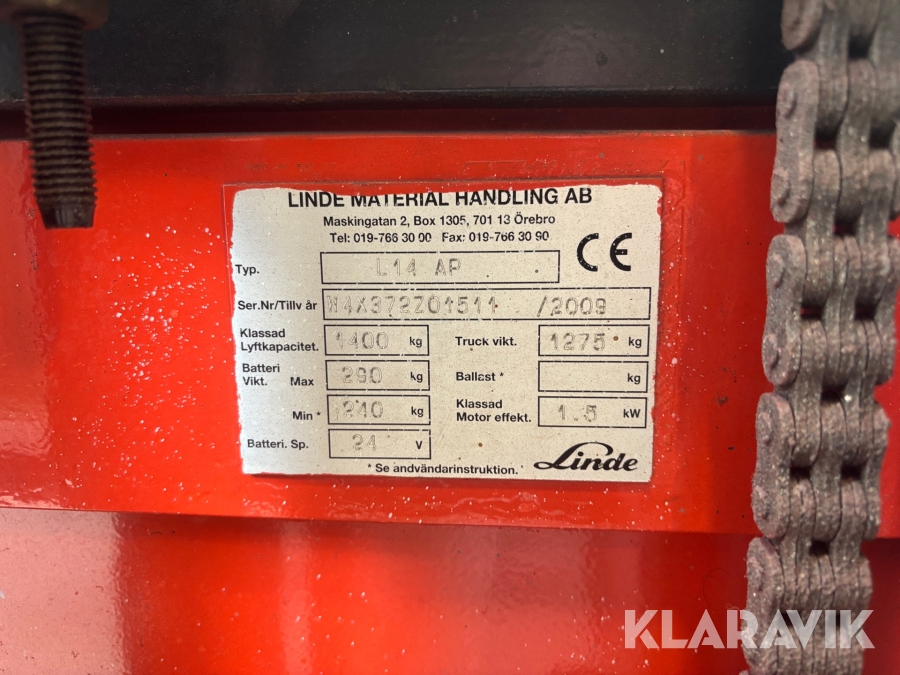 LINDE MATERIAL HANDLING AB
Maskingatan 2, Box 1305, 701 13 Örebro
Tel: 019-766 30 00 Fax: 019-766 30 90
CE
Typ. L14 AP
Ser.Nr/Tillv år W4X372Z01511 /2009
Klassad Lyftkapacitet. 1400 kg Truck vikt. 1275 kg
Batteri Vikt. Max 290 kg Ballast * kg
Min * 240 kg Klassad Motor effekt. 1.5 kW
Batteri. Sp. 24 V
* Se andvändarinstruktion. Linde
KLARAVIK